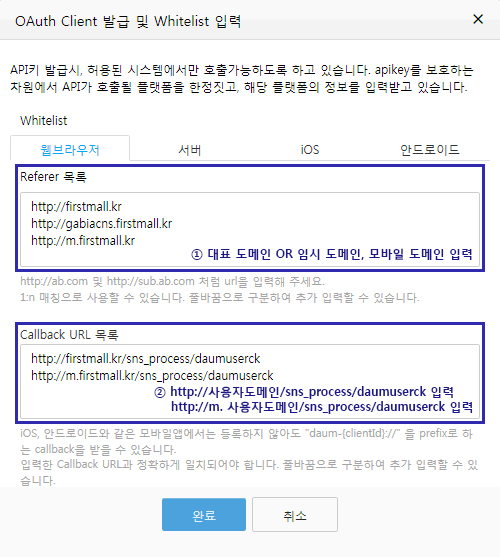 OAuth Client 발급 및 Whitelist 입력
API키 발급시, 허용된 시스템에서만 호출가능하도록 하고 있습니다. apikey를 보호하는
차원에서 API가 호출될 플랫폼을 한정짓고, 해당 플랫폼의 정보를 입력받고 있습니다.
Whitelist
웹브라우저 서버 iOS 안드로이드
Referer 목록
http://firstmall.kr
http://gabiacns.firstmall.kr
http://m.firstmall.kr
① 대표 도메인 OR 임시 도메인, 모바일 도메인 입력
http://ab.com 및 http://sub.ab.com 처럼 url을 입력해 주세요.
1:n 매칭으로 사용할 수 있습니다. 줄바꿈으로 구분하여 추가 입력할 수 있습니다.
Callback URL 목록
http://firstmall.kr/sns_process/daumuserck
http://m.firstmall.kr/sns_process/daumuserck
② http://사용자도메인/sns_process/daumuserck 입력
http://m. 사용자도메인/sns_process/daumuserck 입력
iOS, 안드로이드와 같은 모바일앱에서는 등록하지 않아도 "daum-{clientId}://" 을 prefix로 하
는 callback을 받을 수 있습니다.
입력한 Callback URL과 정확하게 일치되어야 합니다. 줄바꿈으로 구분하여 추가 입력할 수 있
습니다.
완료 취소